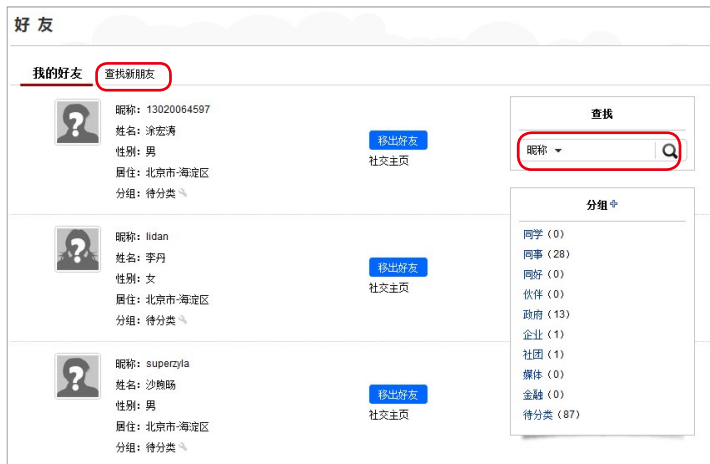 好 友
我的好友 查找新朋友
昵称: 13020064597
姓名: 涂宏涛
性别: 男
居住: 北京市-海淀区
分组: 待分类
移出好友
社交主页
昵称: lidan
姓名: 李丹
性别: 女
居住: 北京市-海淀区
分组: 待分类
移出好友
社交主页
昵称: superzyla
姓名: 沙晌旸
性别: 男
居住: 北京市-海淀区
分组: 待分类
移出好友
社交主页
查找
昵称
分组
同学 (0)
同事 (28)
同好 (0)
伙伴 (0)
政府 (13)
企业 (1)
社团 (1)
媒体 (0)
金融 (0)
待分类 (87)